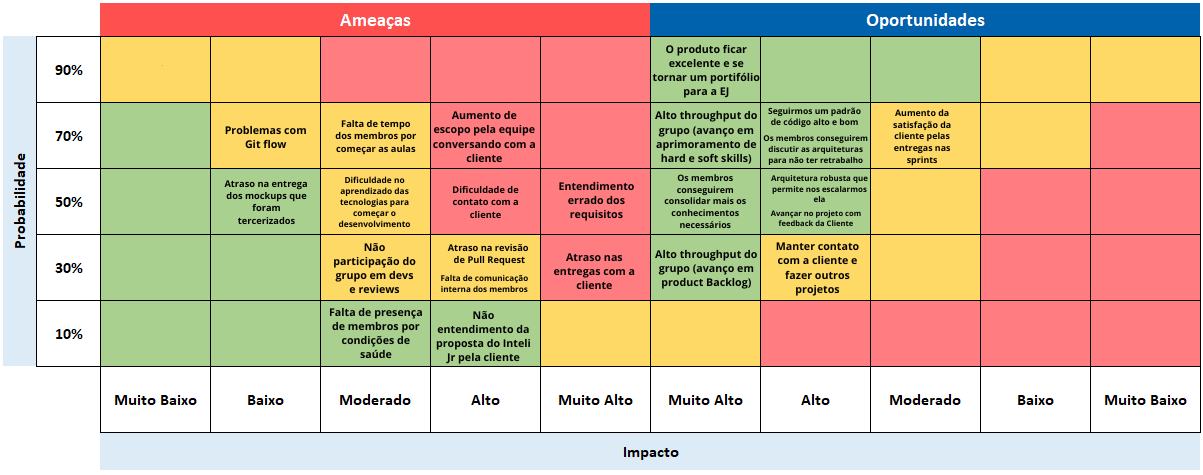 Ameaças
Oportunidades
Probabilidade
90%
O produto ficar
excelente e se
tornar um portifólio
para a EJ
70%
Problemas com
Git flow
Falta de tempo
dos membros por
começar as aulas
Aumento de
escopo pela equipe
conversando com a
cliente
Alto throughput do
grupo (avanço em
aprimoramento de
hard e soft skills)
Seguirmos um padrão
de código alto e bom
Os membros conseguirem
discutir as arquiteturas
para não ter retrabalho
Aumento da
satisfação da
cliente pelas
entregas nas
sprints
50%
Atraso na entrega
dos mockups que
foram
tercerizados
Dificuldade no
aprendizado das
tecnologias para
começar o
desenvolvimento
Dificuldade de
contato com a
cliente
Entendimento
errado dos
requisitos
Os membros
conseguirem
consolidar mais os
conhecimentos
necessários
Arquitetura robusta que
permite nos escalarmos
ela
Avançar no projeto com
feedback da Cliente
30%
Não
participação do
grupo em devs
e reviews
Atraso na revisão
de Pull Request
Falta de comunicação
interna dos membros
Atraso nas
entregas com a
cliente
Alto throughput do
grupo (avanço em
product Backlog)
Manter contato
com a cliente e
fazer outros
projetos
10%
Falta de presença
de membros por
condições de
saúde
Não
entendimento da
proposta do Inteli
Jr pela cliente
Muito Baixo
Baixo
Moderado
Alto
Muito Alto
Muito Alto
Alto
Moderado
Baixo
Muito Baixo
Impacto